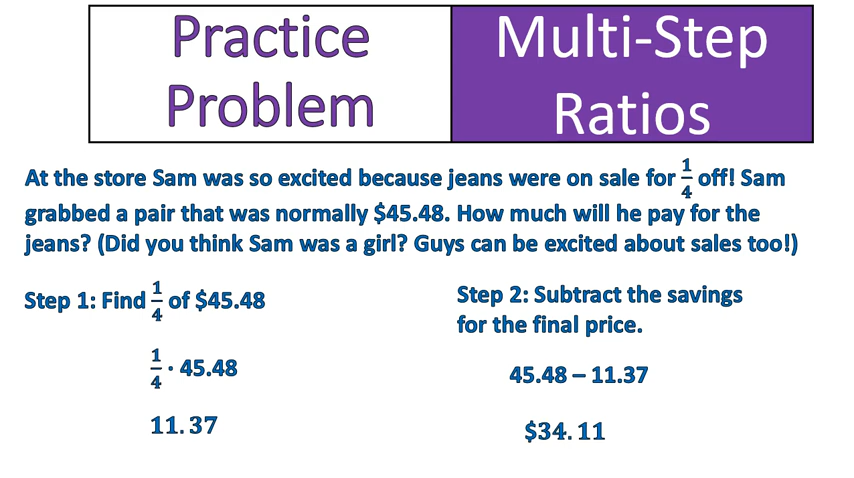 Practice
Problem
Multi-Step
Ratios
At the store Sam was so excited because jeans were on sale for 1/4 off! Sam
grabbed a pair that was normally $45.48. How much will he pay for the
jeans? (Did you think Sam was a girl? Guys can be excited about sales too!)
Step 1: Find 1/4 of $45.48
1/4 · 45.48
11.37
Step 2: Subtract the savings
for the final price.
45.48 – 11.37
$34.11